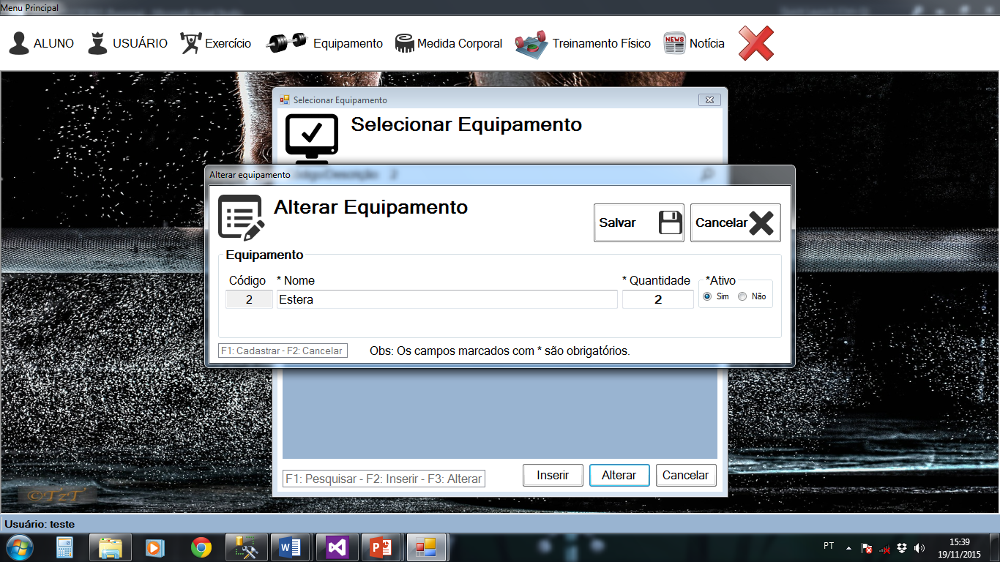 Menu Principal
ALUNO USUÁRIO Exercício Equipamento Medida Corporal Treinamento Físico NEWS Notícia
Selecionar Equipamento
Selecionar Equipamento
Alterar equipamento
Alterar Equipamento
Salvar Cancelar
Equipamento
Código * Nome * Quantidade *Ativo
2 Estera 2 Sim Não
F1: Cadastrar - F2: Cancelar Obs: Os campos marcados com * são obrigatórios.
F1: Pesquisar - F2: Inserir - F3: Alterar Inserir Alterar Cancelar
©TzT
Usuário: teste
PT 15:39
19/11/2015